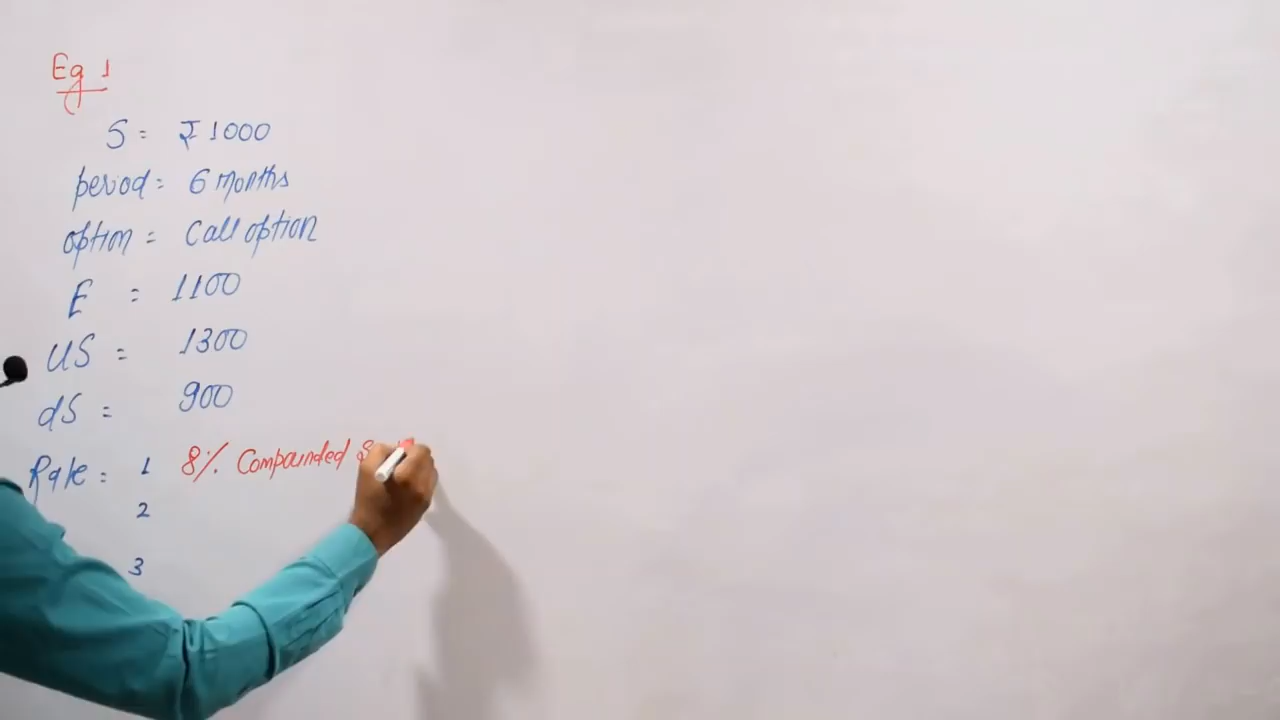 Eg 1
S = ₹ 1000
period = 6 months
option = Call option
E = 1100
US = 1300
dS = 900
Rate = 1 8% Compounded S
2
3